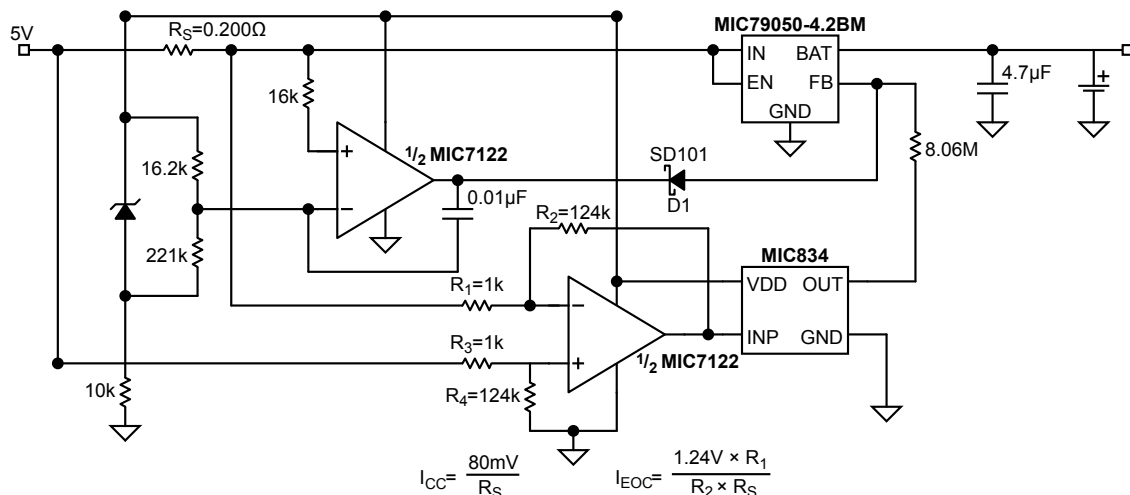 MIC79050-4.2BM
5V
RS=0.200Ω
IN
BAT
EN
FB
GND
4.7µF
+
16k
8.06M
+
−
1/2 MIC7122
SD101
D1
16.2k
0.01µF
221k
R2=124k
MIC834
VDD
OUT
INP
GND
R1=1k
−
+
1/2 MIC7122
R3=1k
R4=124k
10k
ICC= 80mV / RS
IEOC= 1.24V × R1 / R2 × RS